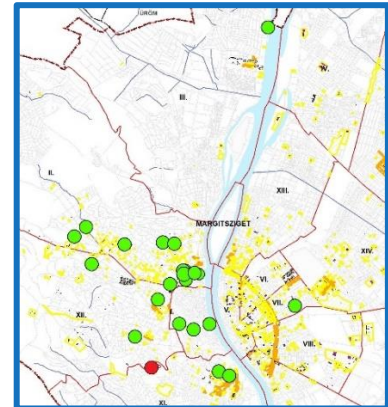 ÜRÖM
IV.
III.
II.
XIII.
MARGITSZIGET
XIV.
VI.
VII.
V.
I.
XII.
VIII.
XI.